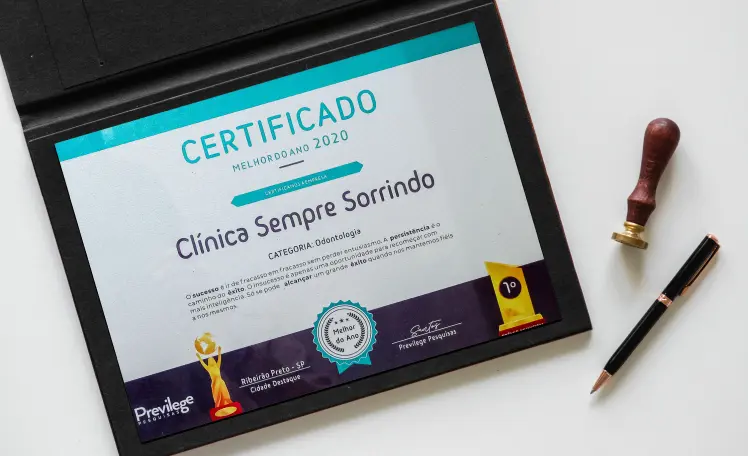 CERTIFICADO
MELHOR DO ANO 2020
CERTIFICAMOS A EMPRESA
Clínica Sempre Sorrindo
CATEGORIA: Odontologia
O sucesso é ir de fracasso em fracasso sem perder entusiasmo. A persistência é o
caminho do êxito. O insucesso é apenas uma oportunidade para recomeçar com
mais inteligência. Só se pode alcançar um grande êxito quando nos mantemos fiéis
a nós mesmos.
1º
Melhor
do Ano
Santos
Previlege Pesquisas
Ribeirão Preto - SP
Cidade Destaque
Previlege
PESQUISAS